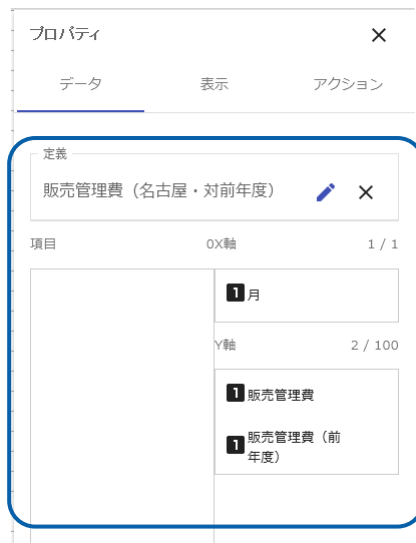 プロパティ ×
データ 表示 アクション
定義
販売管理費（名古屋・対前年度） ×
項目 0 X軸 1 / 1
1 月
Y軸 2 / 100
1 販売管理費
1 販売管理費（前
年度）